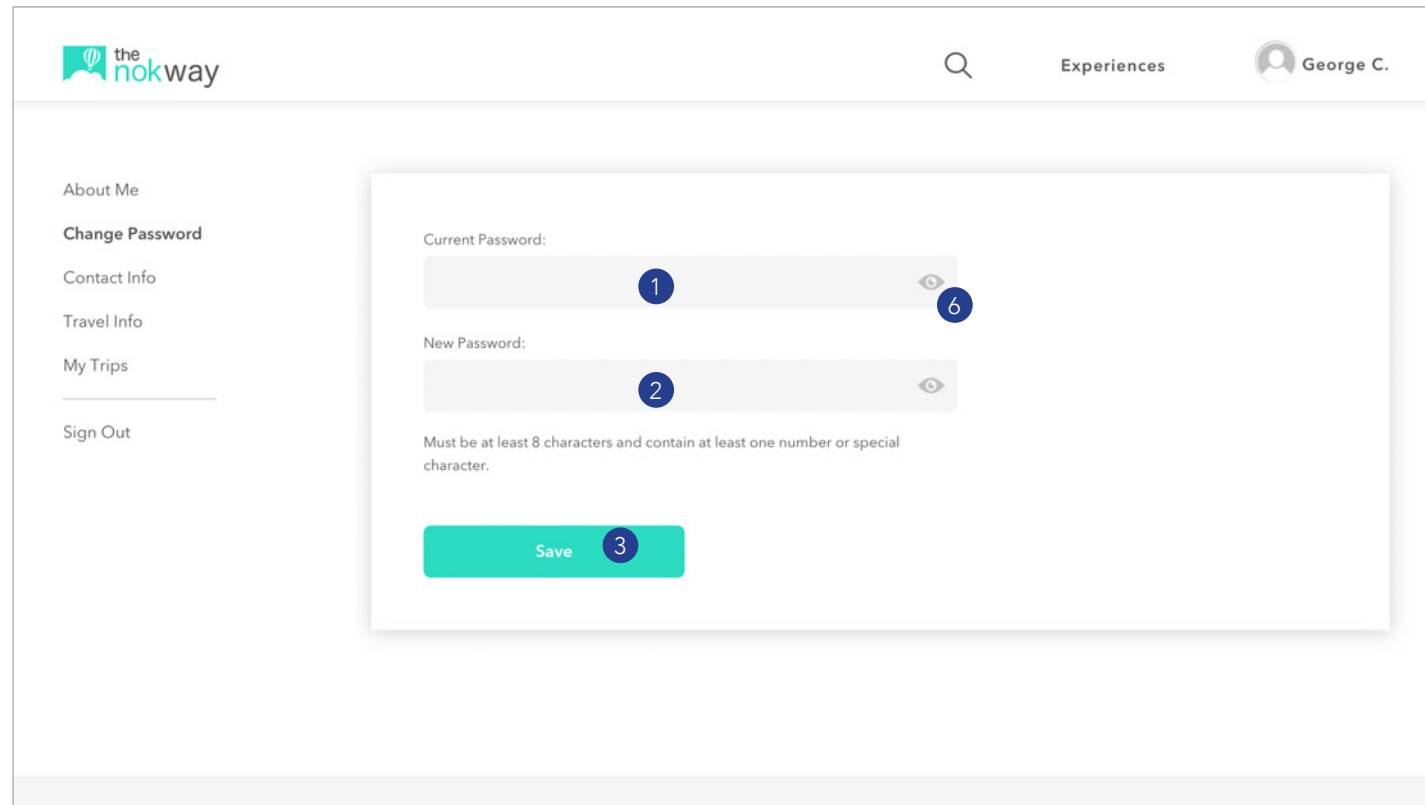 the
nokway
Experiences
George C.
About Me
Change Password
Contact Info
Travel Info
My Trips
Sign Out
Current Password:
1
6
New Password:
2
Must be at least 8 characters and contain at least one number or special
character.
Save
3